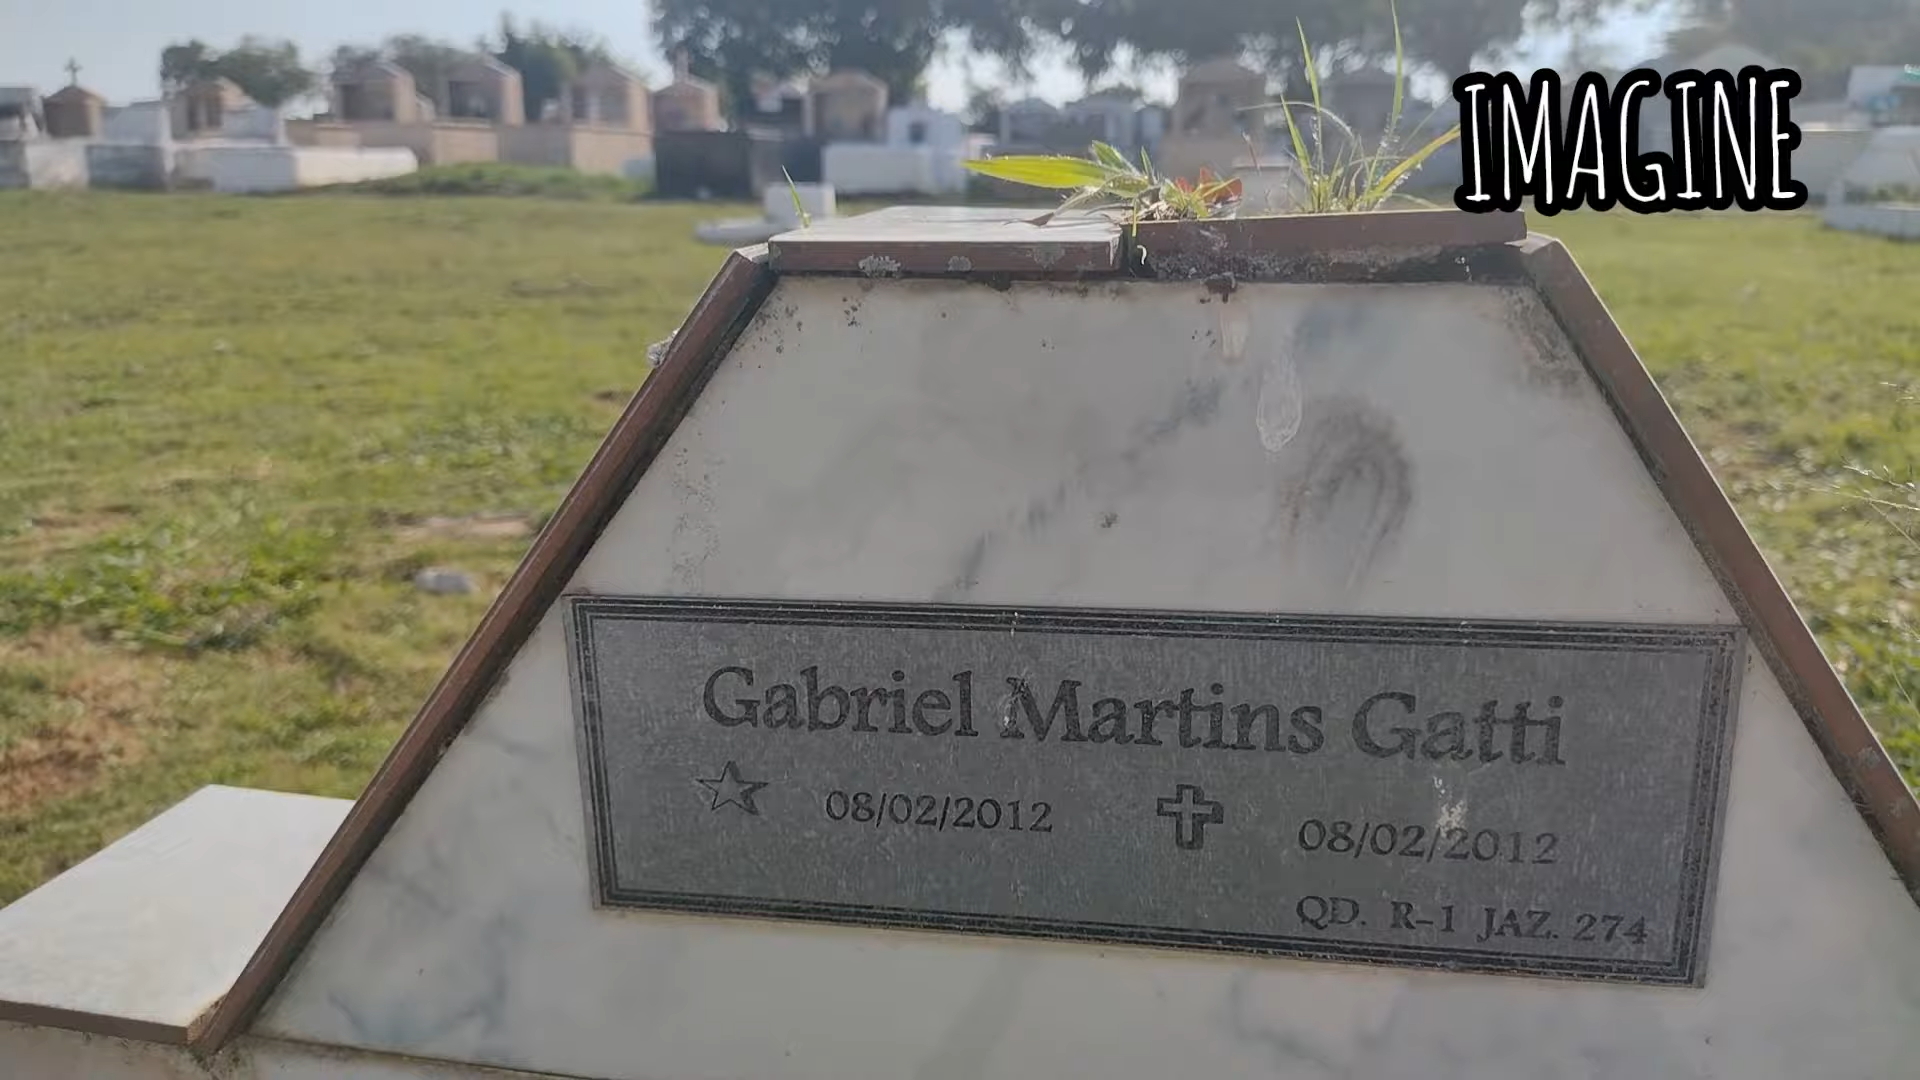 IMAGINE
Gabriel Martins Gatti
08/02/2012 08/02/2012
QD. R-1 JAZ. 274